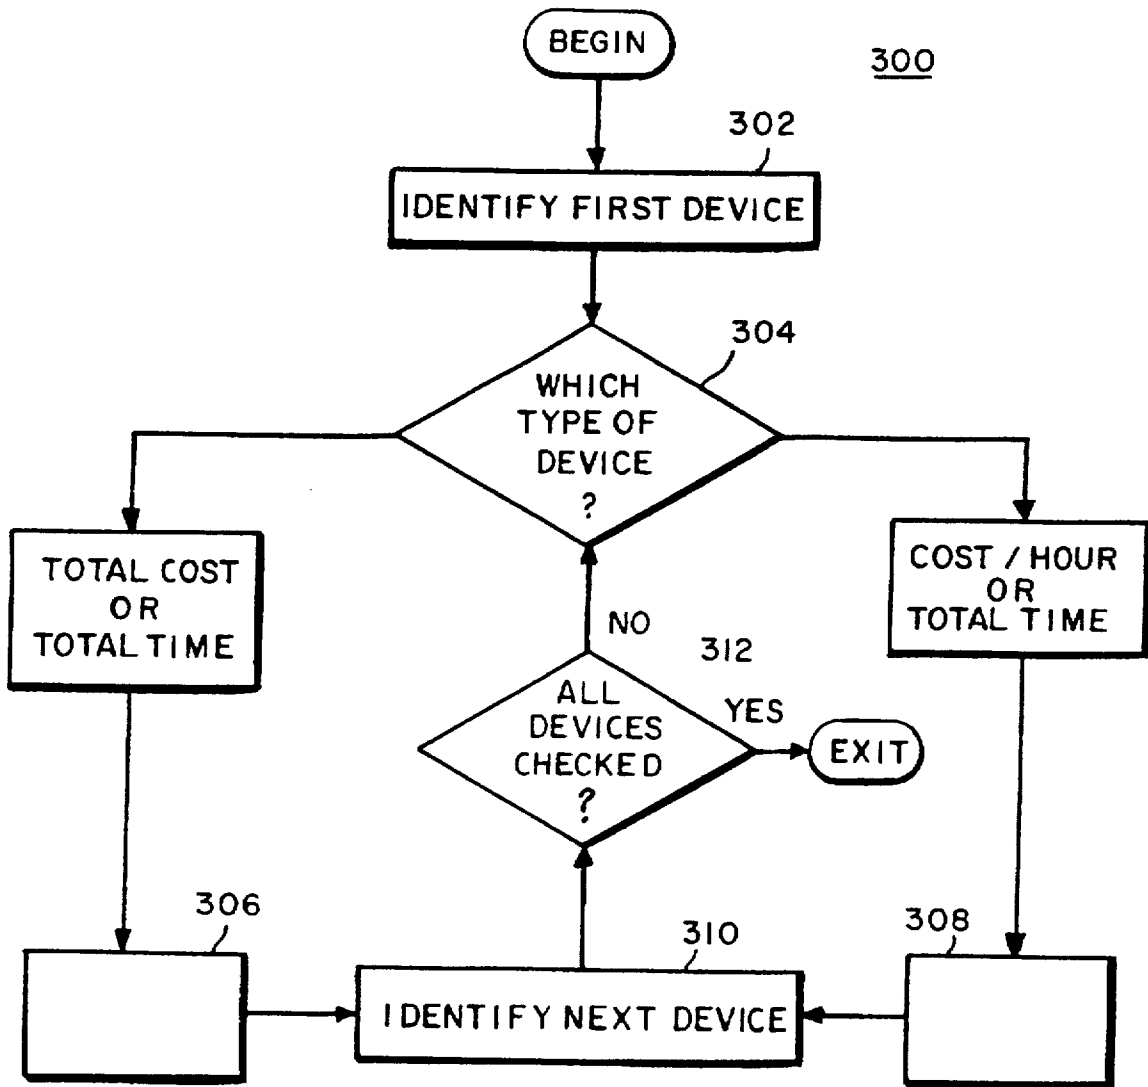 BEGIN
300
302
IDENTIFY FIRST DEVICE
304
WHICH
TYPE OF
DEVICE
?
TOTAL COST
OR
TOTAL TIME
COST / HOUR
OR
TOTAL TIME
NO
312
ALL
DEVICES
CHECKED
?
YES
EXIT
306
310
308
IDENTIFY NEXT DEVICE